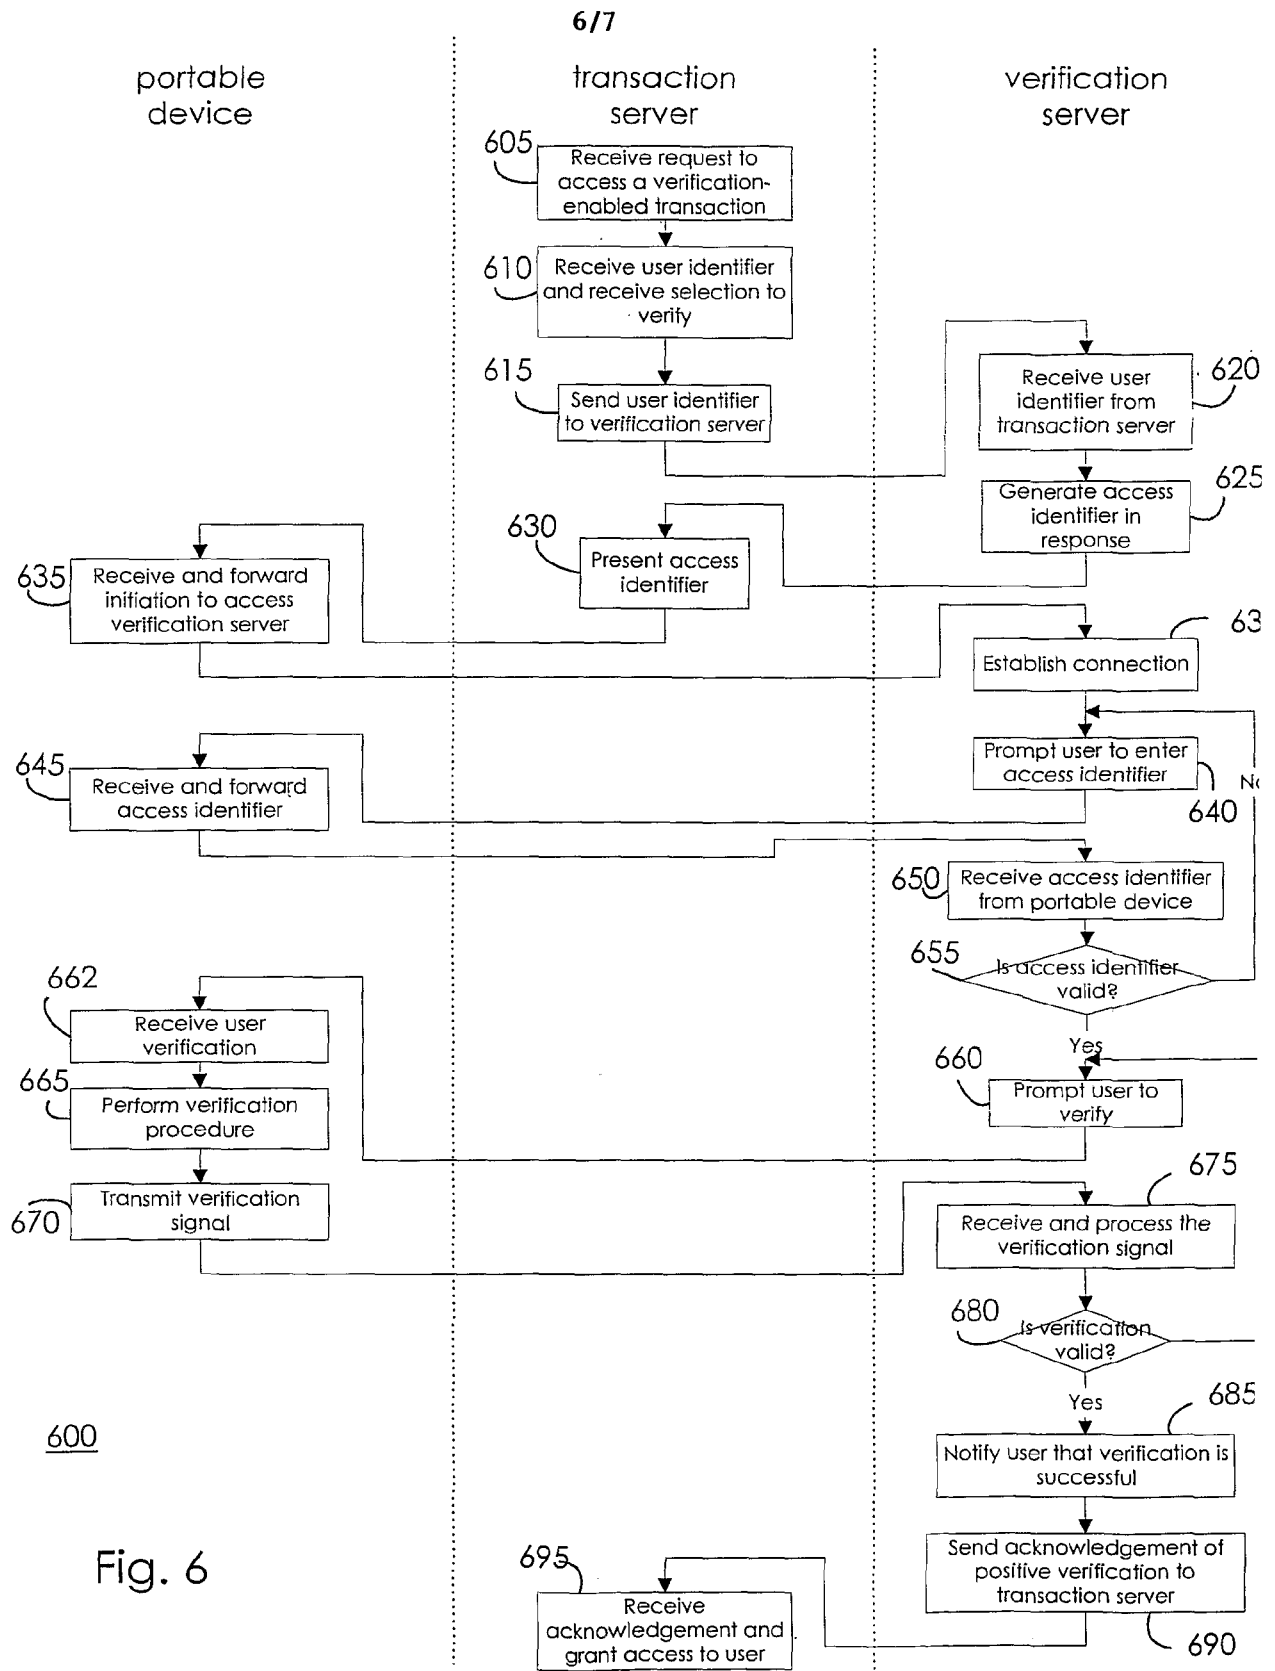 6/7
portable
device
transaction
server
verification
server
605
Receive request to
access a verification-
enabled transaction
610
Receive user identifier
and receive selection to
verify
615
Send user identifier
to verification server
620
Receive user
identifier from
transaction server
625
Generate access
identifier in
response
630
Present access
identifier
635
Receive and forward
initiation to access
verification server
63
Establish connection
Prompt user to enter
access identifier
640
645
Receive and forward
access identifier
650
Receive access identifier
from portable device
655
Is access identifier
valid?
Yes
660
Prompt user to
verify
662
Receive user
verification
665
Perform verification
procedure
670
Transmit verification
signal
675
Receive and process the
verification signal
680
Is verification
valid?
Yes
685
Notify user that verification is
successful
Send acknowledgement of
positive verification to
transaction server
690
695
Receive
acknowledgement and
grant access to user
600
Fig. 6